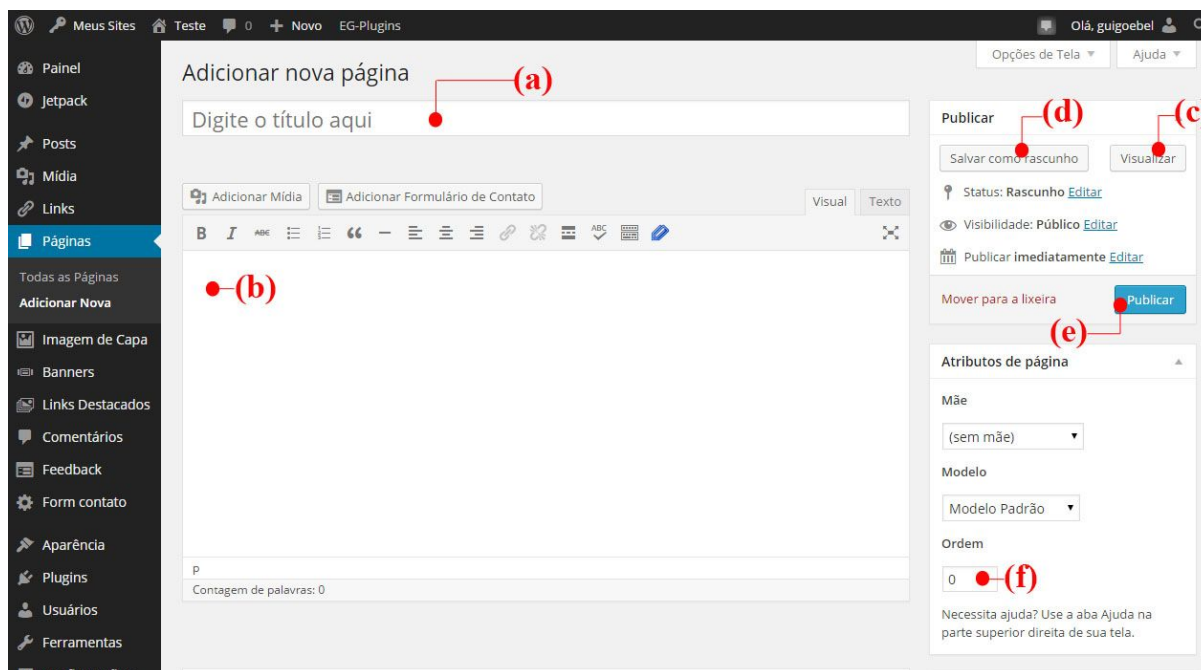 Meus Sites Teste 0 + Novo EG-Plugins Olá, guigoebel
Opções de Tela Ajuda
Painel
Jetpack
Posts
Mídia
Links
Páginas
Todas as Páginas
Adicionar Nova
Imagem de Capa
Banners
Links Destacados
Comentários
Feedback
Form contato
Aparência
Plugins
Usuários
Ferramentas
Adicionar nova página
(a)
Digite o título aqui
Adicionar Mídia Adicionar Formulário de Contato Visual Texto
B I ABC ABC
(b)
p
Contagem de palavras: 0
Publicar
(d) (c
Salvar como rascunho Visualizar
Status: Rascunho Editar
Visibilidade: Público Editar
Publicar imediatamente Editar
Mover para a lixeira Publicar
(e)
Atributos de página
Mãe
(sem mãe)
Modelo
Modelo Padrão
Ordem
0 (f)
Necessita ajuda? Use a aba Ajuda na
parte superior direita de sua tela.